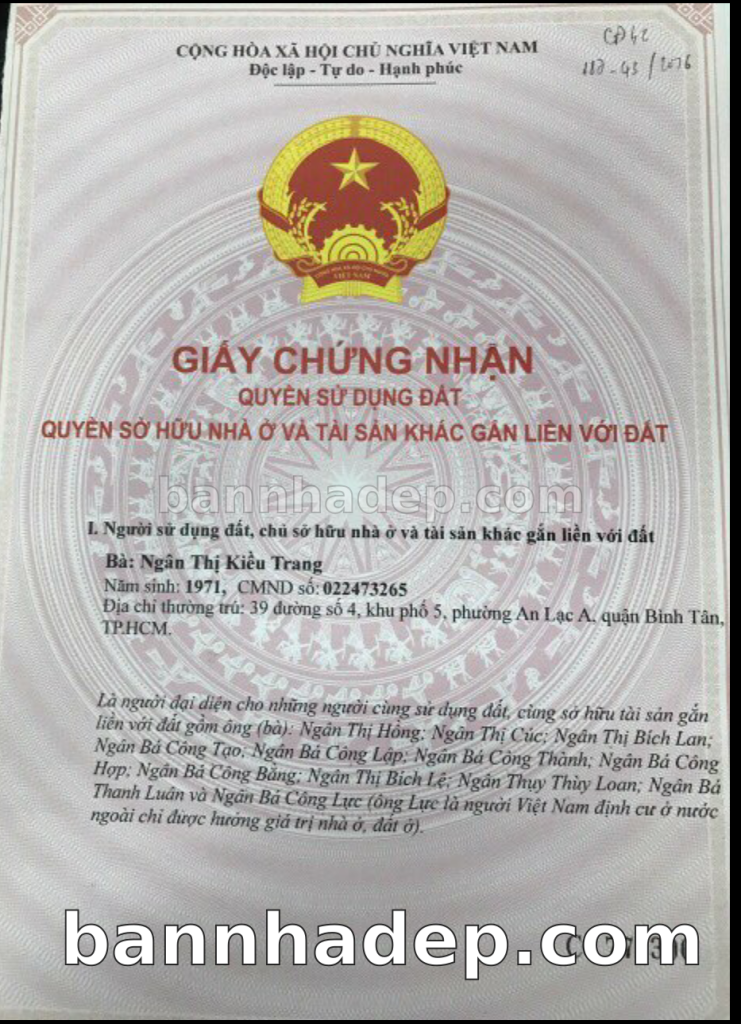 CỘNG HÒA XÃ HỘI CHỦ NGHĨA VIỆT NAM
Độc lập - Tự do - Hạnh phúc
GIẤY CHỨNG NHẬN
QUYỀN SỬ DỤNG ĐẤT
QUYỀN SỞ HỮU NHÀ Ở VÀ TÀI SẢN KHÁC GẮN LIỀN VỚI ĐẤT
bannhadep.com
I. Người sử dụng đất, chủ sở hữu nhà ở và tài sản khác gắn liền với đất
Bà: Ngân Thị Kiều Trang
Năm sinh: 1971, CMND số: 022473265
Địa chỉ thường trú: 39 đường số 4, khu phố 5, phường An Lạc A, quận Bình Tân,
TP.HCM.
Là người đại diện cho những người cùng sử dụng đất, cùng sở hữu tài sản gắn
liền với đất gồm ông (bà): Ngân Thị Hồng; Ngân Thị Cúc; Ngân Thị Bích Lan;
Ngân Bá Công Tạo; Ngân Bá Công Lập; Ngân Bá Công Thành; Ngân Bá Công
Hợp; Ngân Bá Công Bằng; Ngân Thị Bích Lệ; Ngân Thụy Thùy Loan; Ngân Bá
Thanh Luân và Ngân Bá Công Lực (ông Lực là người Việt Nam định cư ở nước
ngoài chỉ được hưởng giá trị nhà ở, đất ở).
bannhadep.com